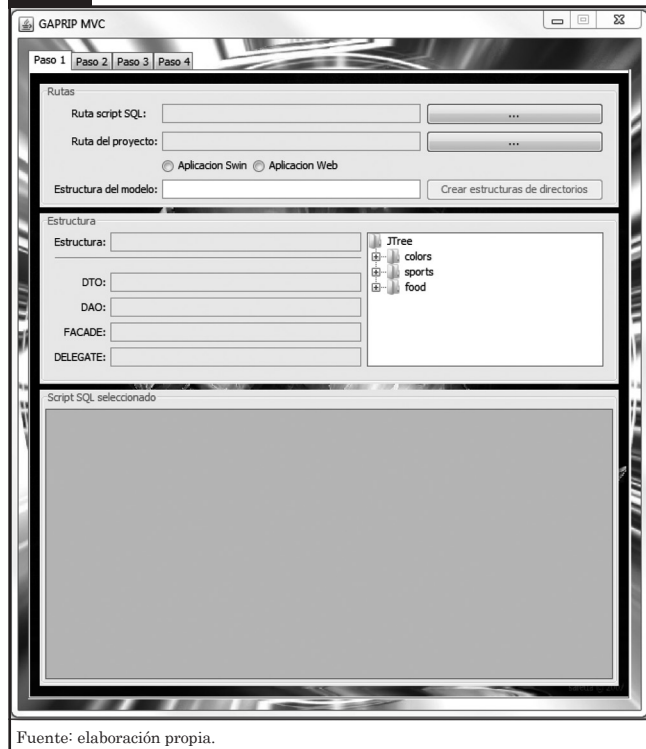 GAPRIP MVC
Paso 1 Paso 2 Paso 3 Paso 4
Rutas
Ruta script SQL: ...
Ruta del proyecto: ...
Aplicacion Swin Aplicacion Web
Estructura del modelo: Crear estructuras de directorios
Estructura
Estructura:
DTO:
DAO:
FACADE:
DELEGATE:
JTree
colors
sports
food
Script SQL seleccionado
Fuente: elaboración propia.